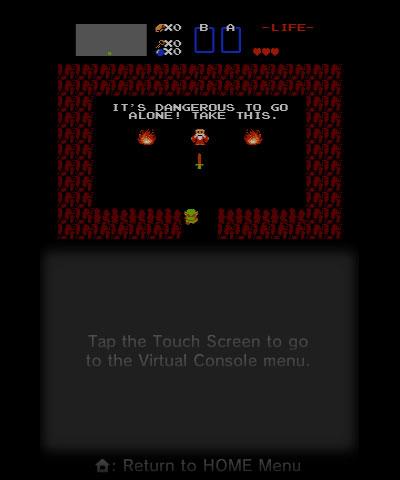 X0 B A -LIFE-
X0
X0
IT'S DANGEROUS TO GO
ALONE! TAKE THIS.
Tap the Touch Screen to go
to the Virtual Console menu.
: Return to HOME Menu